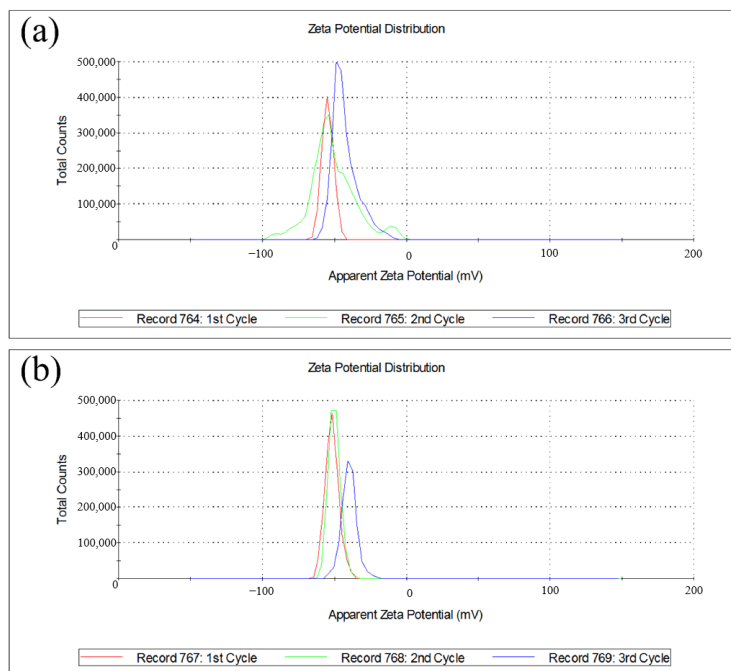 (a)
Zeta Potential Distribution
500,000
400,000
300,000
200,000
100,000
0
Total Counts
−100
0
100
200
Apparent Zeta Potential (mV)
Record 764: 1st Cycle
Record 765: 2nd Cycle
Record 766: 3rd Cycle
(b)
Zeta Potential Distribution
500,000
400,000
300,000
200,000
100,000
0
Total Counts
−100
0
100
200
Apparent Zeta Potential (mV)
Record 767: 1st Cycle
Record 768: 2nd Cycle
Record 769: 3rd Cycle